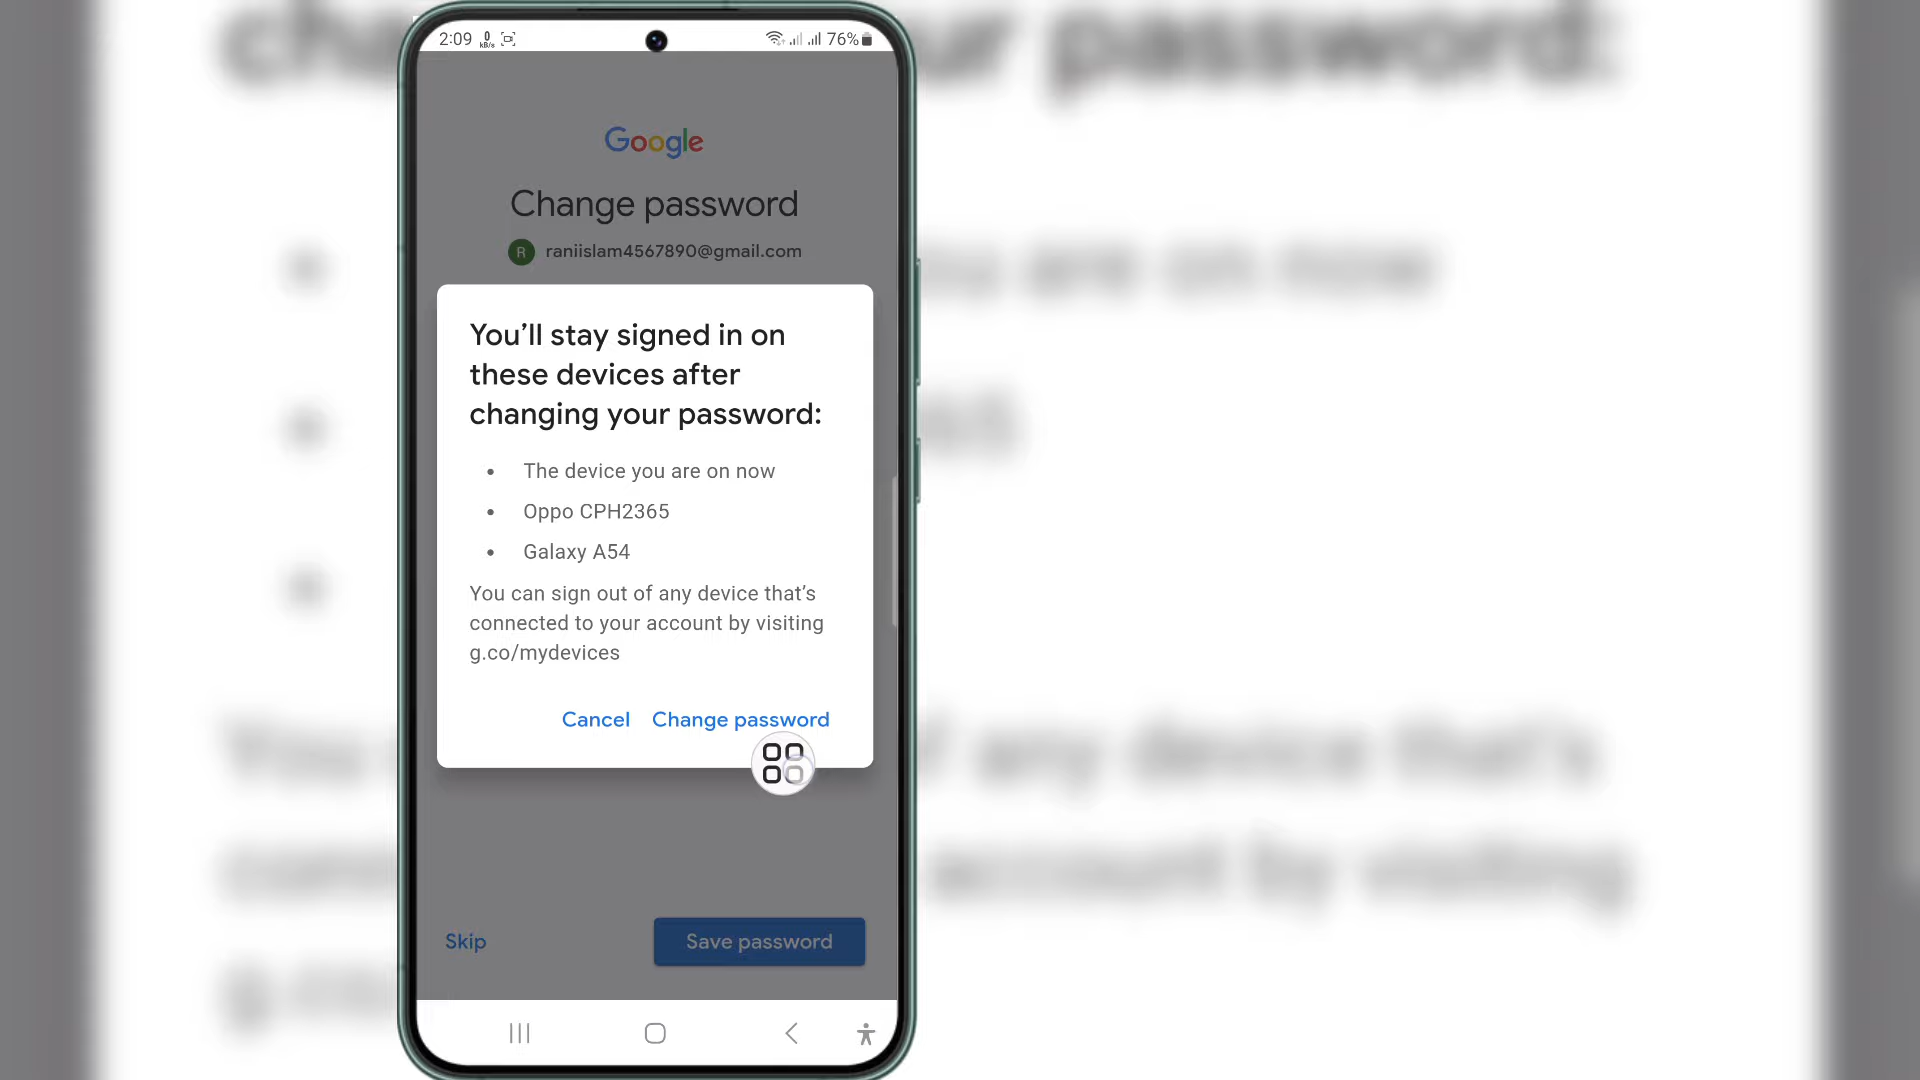 2:09 0 kB/s 76%
Google
Change password
R raniislam4567890@gmail.com
You’ll stay signed in on
these devices after
changing your password:
• The device you are on now
• Oppo CPH2365
• Galaxy A54
You can sign out of any device that’s
connected to your account by visiting
g.co/mydevices
Cancel Change password
Skip Save password